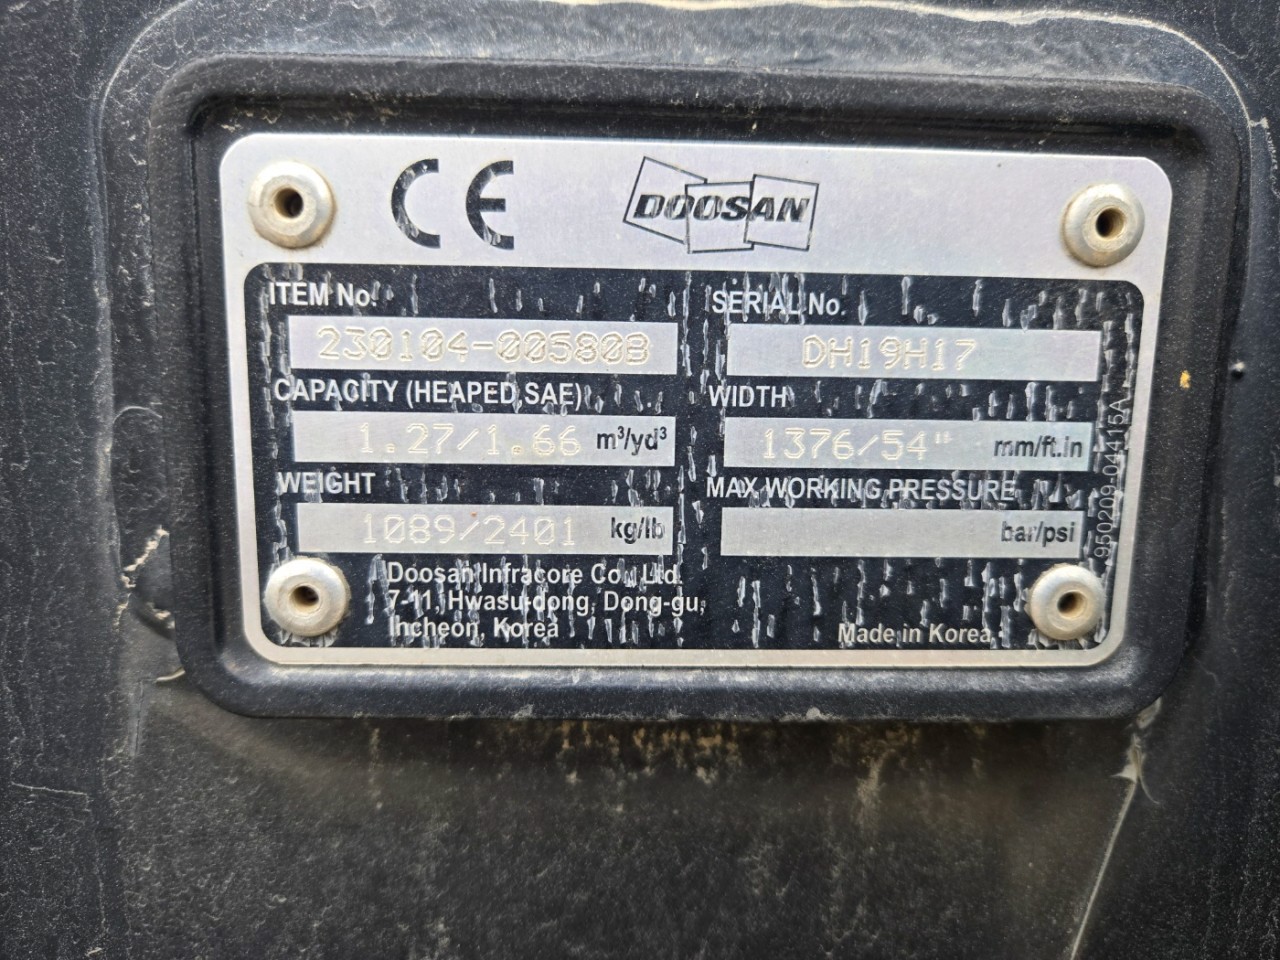 CE
DOOSAN
ITEM No.
SERIAL No.
230104-00580B
DH19H17
CAPACITY (HEAPED,SAE)
WIDTH
1.27/1.66 m³/yd³
1376/54" mm/ft.in
WEIGHT
MAX WORKING PRESSURE
1089/2401 kg/lb
bar/psi
Doosan Infracore Co., Ltd.
7-11, Hwasu-dong, Dong-gu,
Incheon, Korea
Made in Korea
950209-04415A